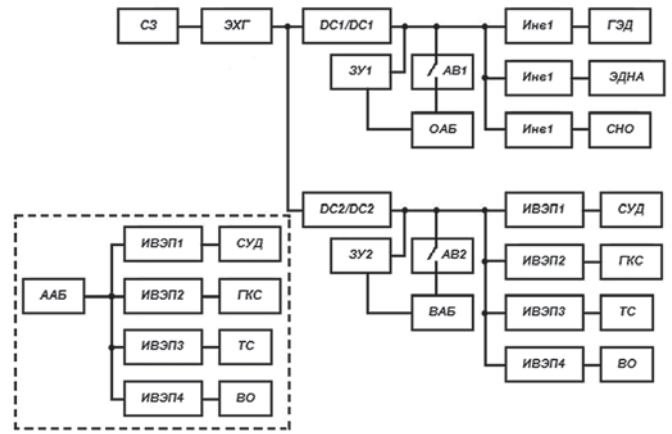 СЗ ЭХГ DC1/DC1 Инв1 ГЭД
ЗУ1 АВ1 Инв1 ЭДНА
ОАБ Инв1 СНО
DC2/DC2 ИВЭП1 СУД
ЗУ2 АВ2 ИВЭП2 ГКС
ВАБ ИВЭП3 ТС
ИВЭП4 ВО
ИВЭП1 СУД
ААБ ИВЭП2 ГКС
ИВЭП3 ТС
ИВЭП4 ВО